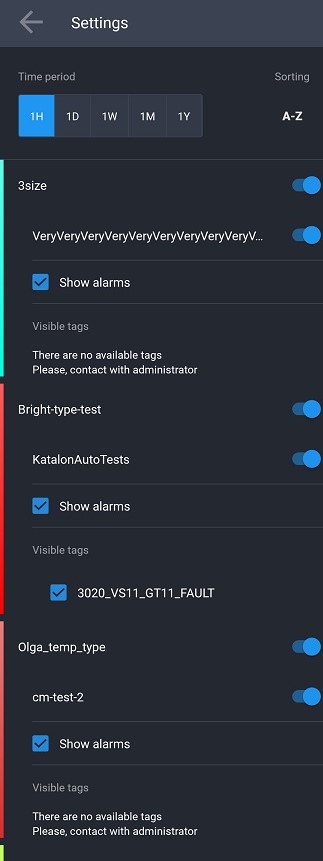 Settings
Time period
Sorting
1H 1D 1W 1M 1Y
A-Z
3size
VeryVeryVeryVeryVeryVeryVeryVeryVeryV...
Show alarms
Visible tags
There are no available tags
Please, contact with administrator
Bright-type-test
KatalonAutoTests
Show alarms
Visible tags
3020_VS11_GT11_FAULT
Olga_temp_type
cm-test-2
Show alarms
Visible tags
There are no available tags
Please, contact with administrator